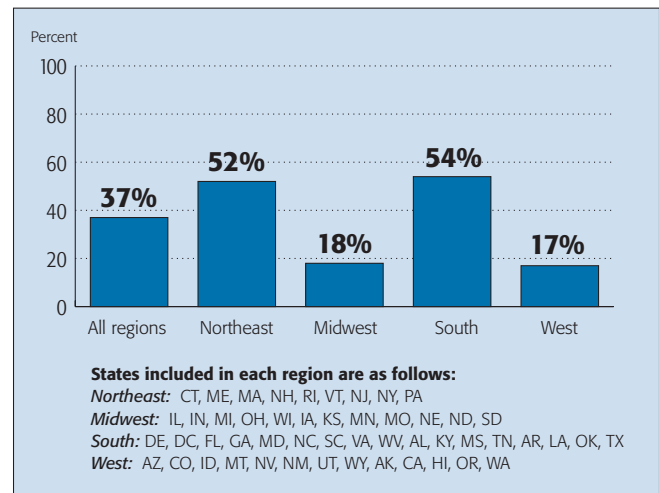 Percent
100
80
60
40
20
0
37%
52%
18%
54%
17%
All regions Northeast Midwest South West
States included in each region are as follows:
Northeast: CT, ME, MA, NH, RI, VT, NJ, NY, PA
Midwest: IL, IN, MI, OH, WI, IA, KS, MN, MO, NE, ND, SD
South: DE, DC, FL, GA, MD, NC, SC, VA, WV, AL, KY, MS, TN, AR, LA, OK, TX
West: AZ, CO, ID, MT, NV, NM, UT, WY, AK, CA, HI, OR, WA